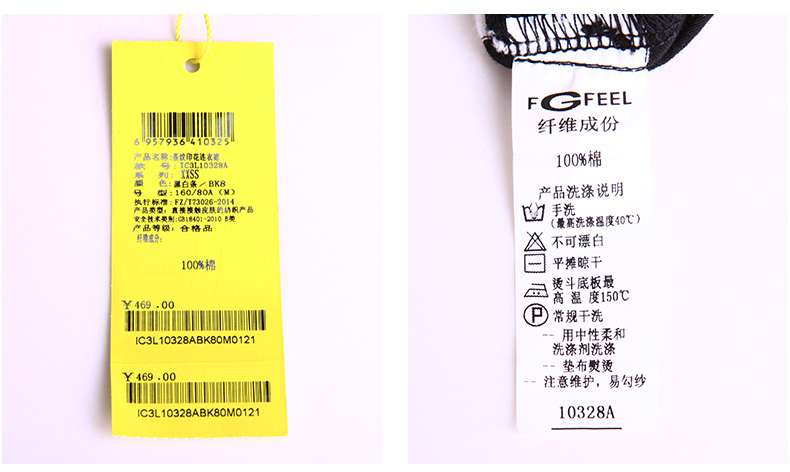 6 957936 410325
产品名称:条纹印花连衣裙
款 号:IC3L10328A
系 列: XXSS
颜 色:黑白条/BK8
号 型:160/80A(M)
执行标准:FZ/T73026-2014
产品类型:直接接触皮肤的纺织产品
安全技术类别:GB18401-2010 B类
产品等级:合格品
纤维成分:
100%棉
¥469.00
IC3L10328ABK80M0121
¥469.00
IC3L10328ABK80M0121
FGFEEL
纤维成份
100%棉
产品洗涤说明
手洗
(最高洗涤温度40℃)
不可漂白
平摊晾干
烫斗底板最
高 温 度150℃
P 常规干洗
-- 用中性柔和
洗涤剂洗涤
-- 垫布熨烫
-- 注意维护,易勾纱
10328A